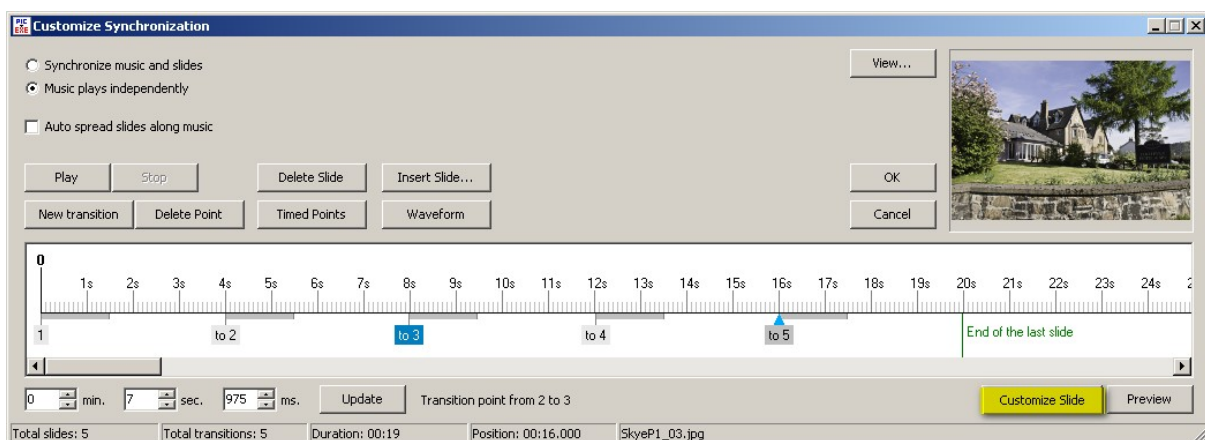 PIC EXE Customize Synchronization
Synchronize music and slides
View...
Music plays independently
Auto spread slides along music
Play Stop Delete Slide Insert Slide... OK
New transition Delete Point Timed Points Waveform Cancel
0
1s 2s 3s 4s 5s 6s 7s 8s 9s 10s 11s 12s 13s 14s 15s 16s 17s 18s 19s 20s 21s 22s 23s 24s 2
1 to 2 to 3 to 4 to 5 End of the last slide
0 min. 7 sec. 975 ms. Update Transition point from 2 to 3 Customize Slide Preview
Total slides: 5 Total transitions: 5 Duration: 00:19 Position: 00:16.000 SkyeP1_03.jpg